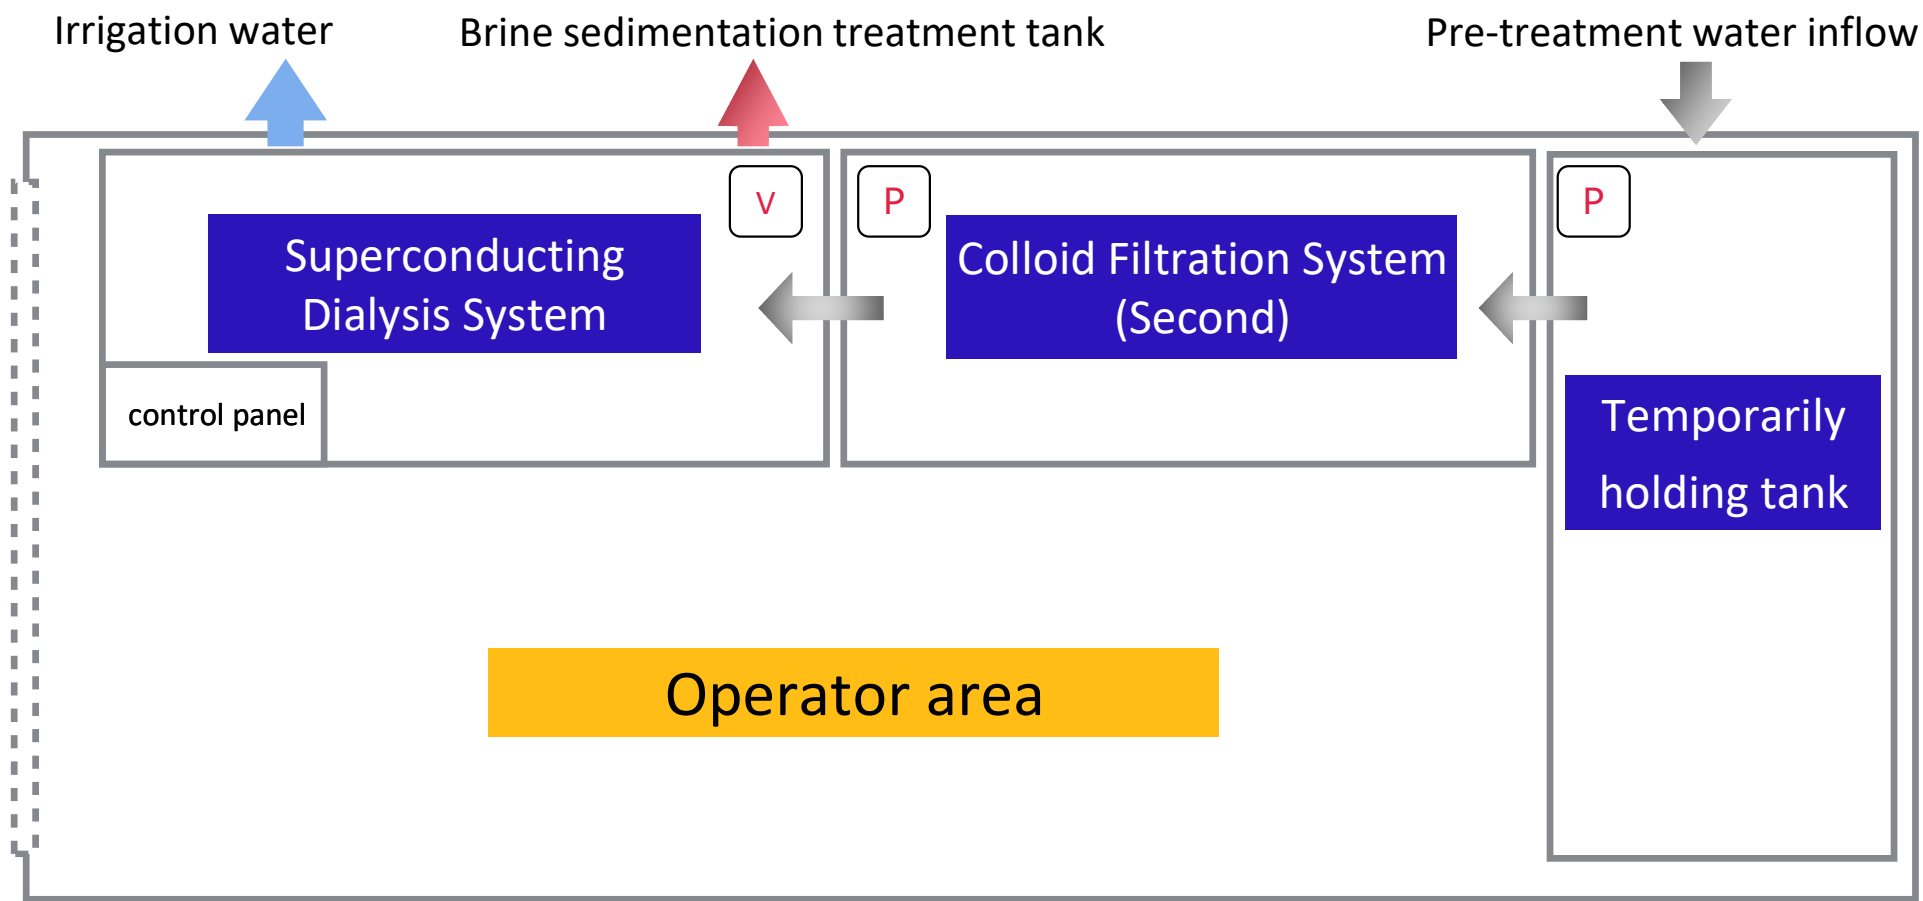 Irrigation water
Brine sedimentation treatment tank
Pre-treatment water inflow
V
P
P
Superconducting
Dialysis System
Colloid Filtration System
(Second)
control panel
Temporarily
holding tank
Operator area